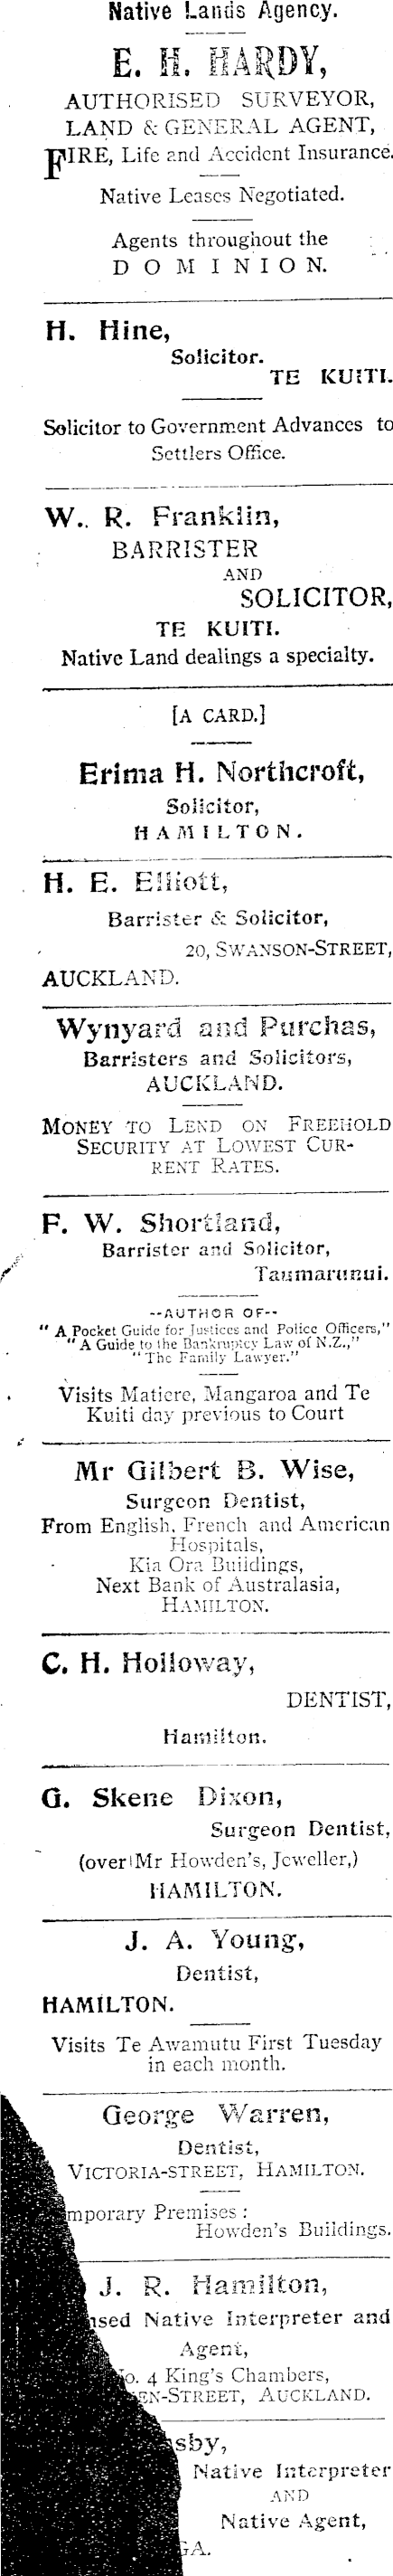 Native Lands Agency.
E. H. HARDY,
AUTHORISED SURVEYOR,
LAND & GENERAL AGENT,
FIRE, Life and Accident Insurance.
Native Leases Negotiated.
Agents throughout the
DOMINION.
H. Hine,
Solicitor.
TE KUITI.
Solicitor to Government Advances to
Settlers Office.
W. R. Franklin,
BARRISTER
AND
SOLICITOR,
TE KUITI.
Native Land dealings a specialty.
[A CARD.]
Erima H. Northcroft,
Solicitor,
HAMILTON.
H. E. Elliott,
Barrister & Solicitor,
20, SWANSON-STREET,
AUCKLAND.
Wynyard and Purchas,
Barristers and Solicitors,
AUCKLAND.
MONEY TO LEND ON FREEHOLD
SECURITY AT LOWEST CUR-
RENT RATES.
F. W. Shortland,
Barrister and Solicitor,
Taumarunui.
--AUTHOR OF--
"A Pocket Guide for Justices and Police Officers,"
"A Guide to the Bankruptcy Law of N.Z.,"
"The Family Lawyer."
Visits Matiere, Mangaroa and Te
Kuiti day previous to Court
Mr Gilbert B. Wise,
Surgeon Dentist,
From English, French and American
Hospitals,
Kia Ora Buildings,
Next Bank of Australasia,
HAMILTON.
C. H. Holloway,
DENTIST,
Hamilton.
G. Skene Dixon,
Surgeon Dentist,
(over Mr Howden's, Jeweller,)
HAMILTON.
J. A. Young,
Dentist,
HAMILTON.
Visits Te Awamutu First Tuesday
in each month.
George Warren,
Dentist,
VICTORIA-STREET, HAMILTON.
mporary Premises:
Howden's Buildings.
J. R. Hamilton,
nsed Native Interpreter and
Agent,
No. 4 King's Chambers,
EN-STREET, AUCKLAND.
sby,
Native Interpreter
AND
Native Agent,
GA.